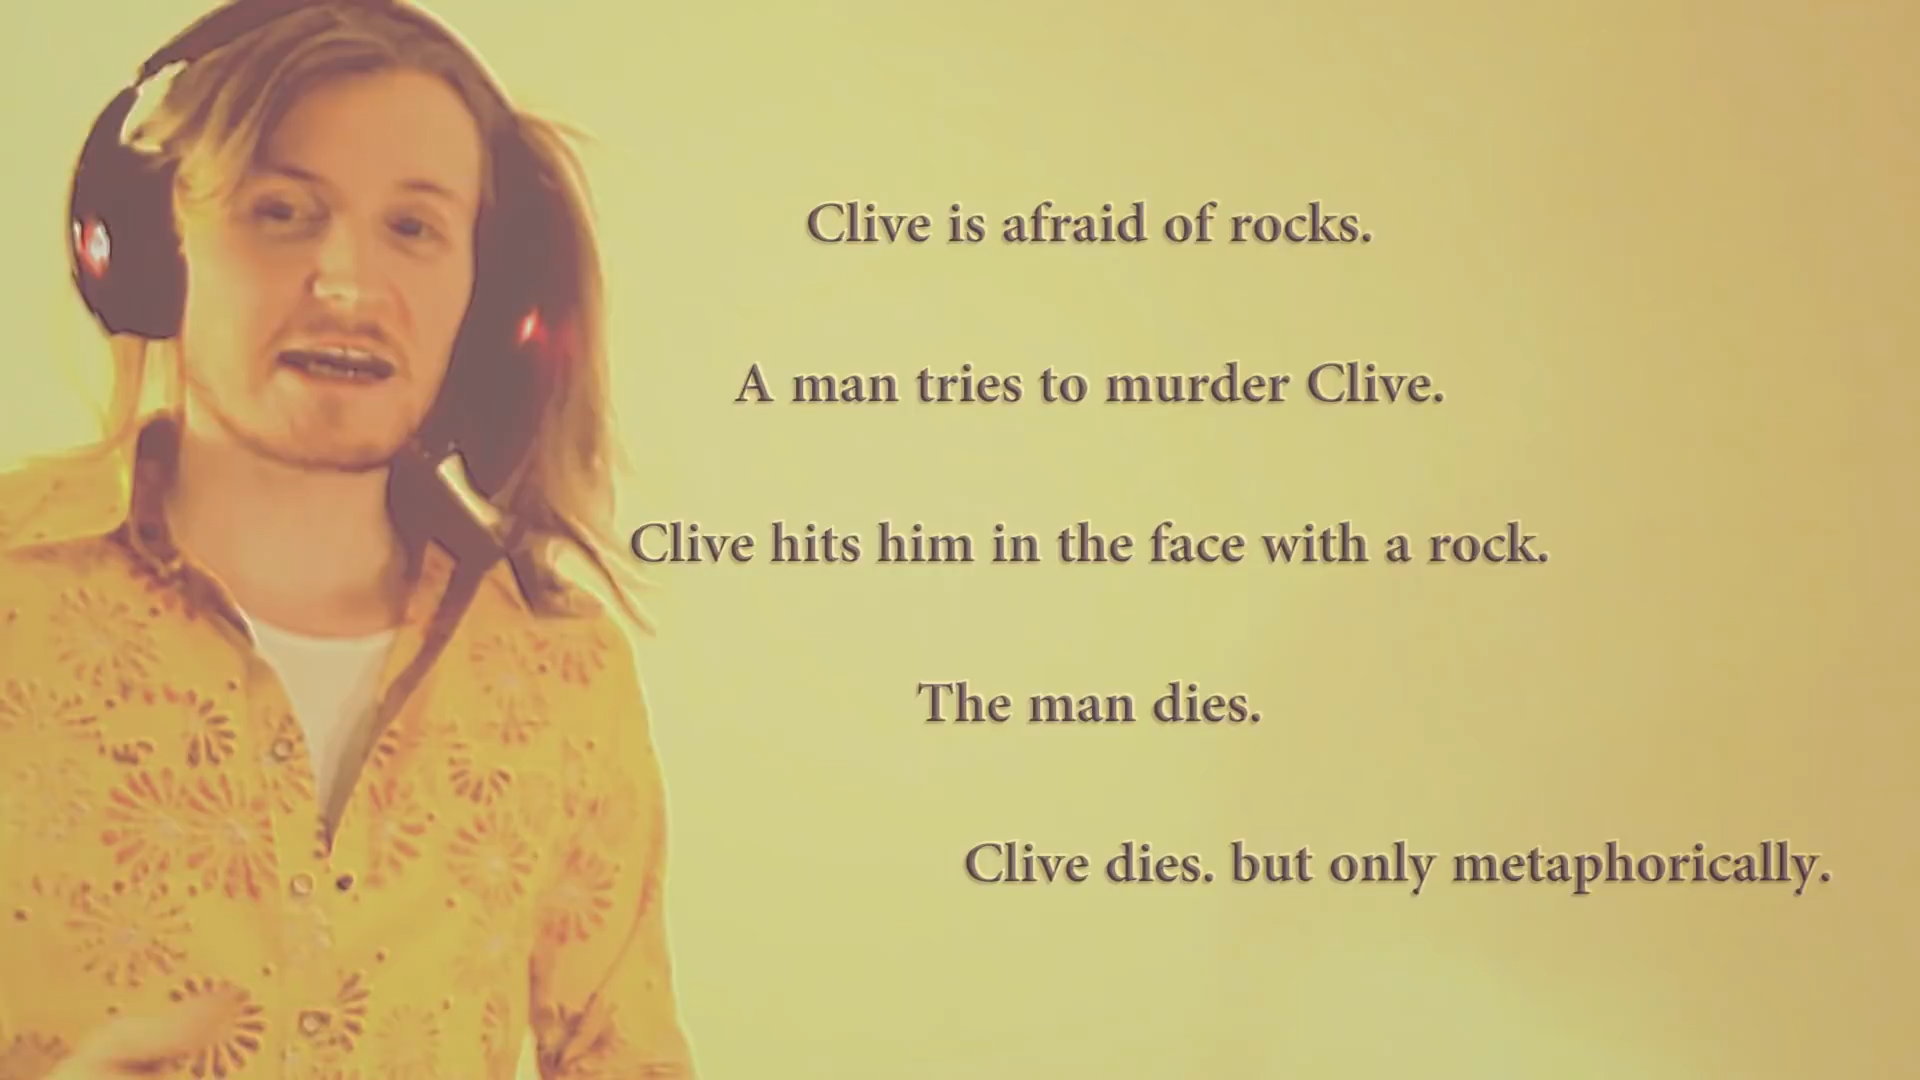 Clive is afraid of rocks.
A man tries to murder Clive.
Clive hits him in the face with a rock.
The man dies.
Clive dies. but only metaphorically.